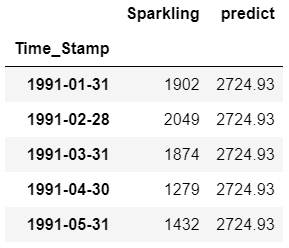 Sparkling predict
Time_Stamp
1991-01-31 1902 2724.93
1991-02-28 2049 2724.93
1991-03-31 1874 2724.93
1991-04-30 1279 2724.93
1991-05-31 1432 2724.93